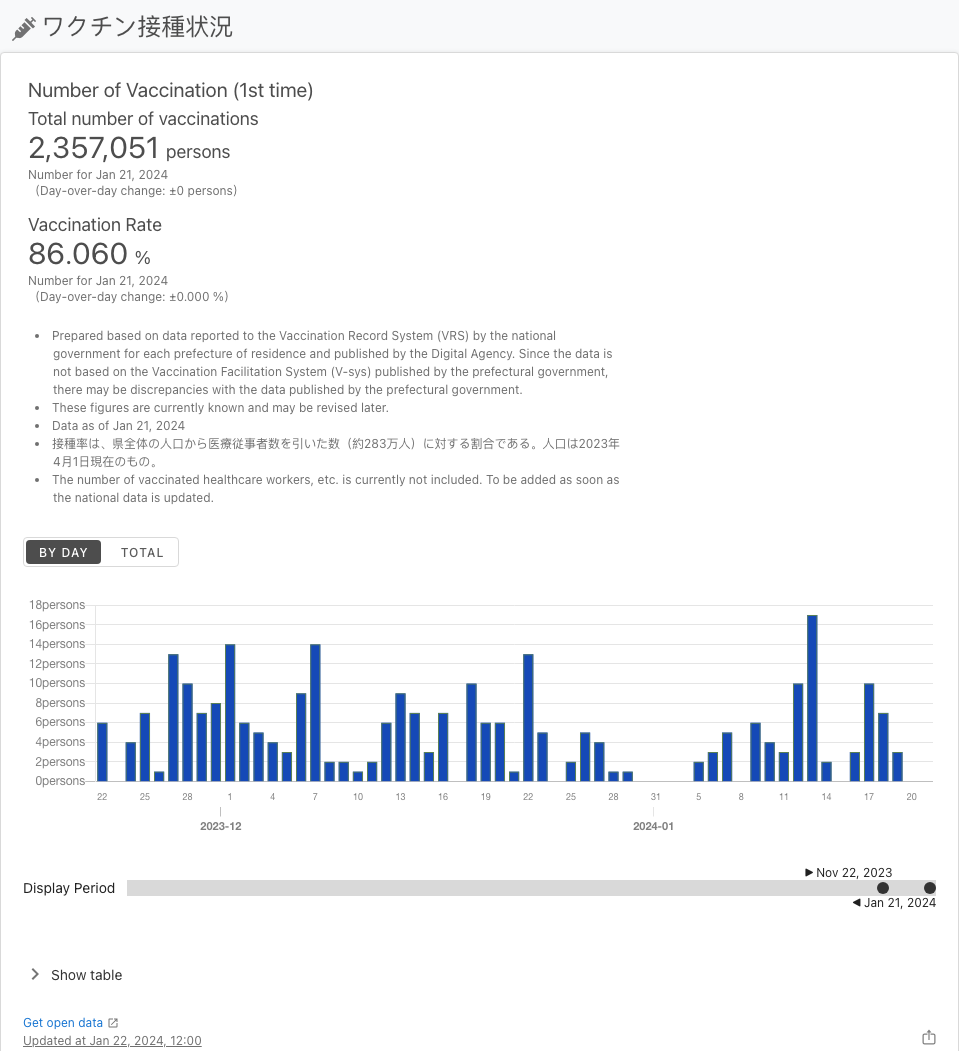 ワクチン接種状況
Number of Vaccination (1st time)
Total number of vaccinations
2,357,051 persons
Number for Jan 21, 2024
（Day-over-day change: ±0 persons）
Vaccination Rate
86.060 %
Number for Jan 21, 2024
（Day-over-day change: ±0.000 %）
• Prepared based on data reported to the Vaccination Record System (VRS) by the national
government for each prefecture of residence and published by the Digital Agency. Since the data is
not based on the Vaccination Facilitation System (V-sys) published by the prefectural government,
there may be discrepancies with the data published by the prefectural government.
• These figures are currently known and may be revised later.
• Data as of Jan 21, 2024
• 接種率は、県全体の人口から医療従事者数を引いた数（約283万人）に対する割合である。人口は2023年
4月1日現在のもの。
• The number of vaccinated healthcare workers, etc. is currently not included. To be added as soon as
the national data is updated.
BY DAY TOTAL
18persons
16persons
14persons
12persons
10persons
8persons
6persons
4persons
2persons
0persons
22 25 28 1 4 7 10 13 16 19 22 25 28 31 5 8 11 14 17 20
2023-12 2024-01
▶ Nov 22, 2023
Display Period
◀ Jan 21, 2024
Show table
Get open data
Updated at Jan 22, 2024, 12:00